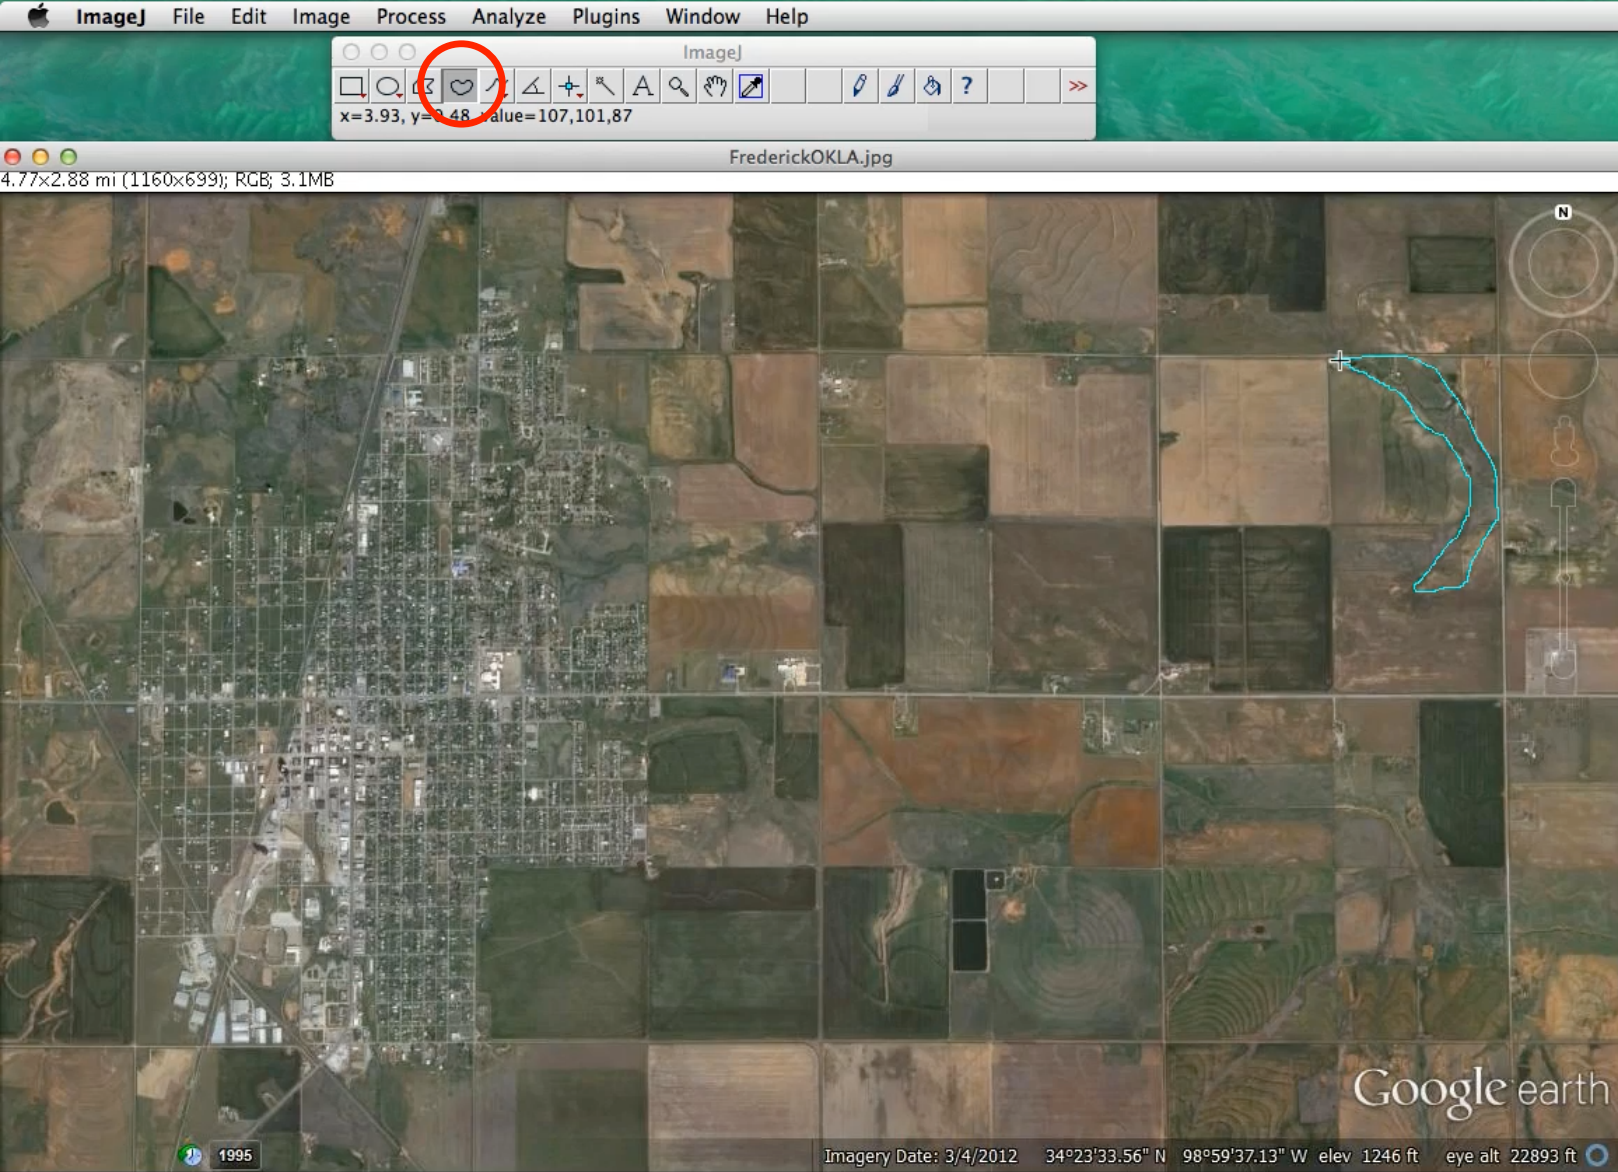 ImageJ File Edit Image Process Analyze Plugins Window Help
ImageJ
A ?
x=3.93, y=0.48, value=107,101,87
FrederickOKLA.jpg
4.77x2.88 mi (1160x699); RGB; 3.1MB
N
Google earth
1995
Imagery Date: 3/4/2012 34°23'33.56" N 98°59'37.13" W elev 1246 ft eye alt 22893 ft